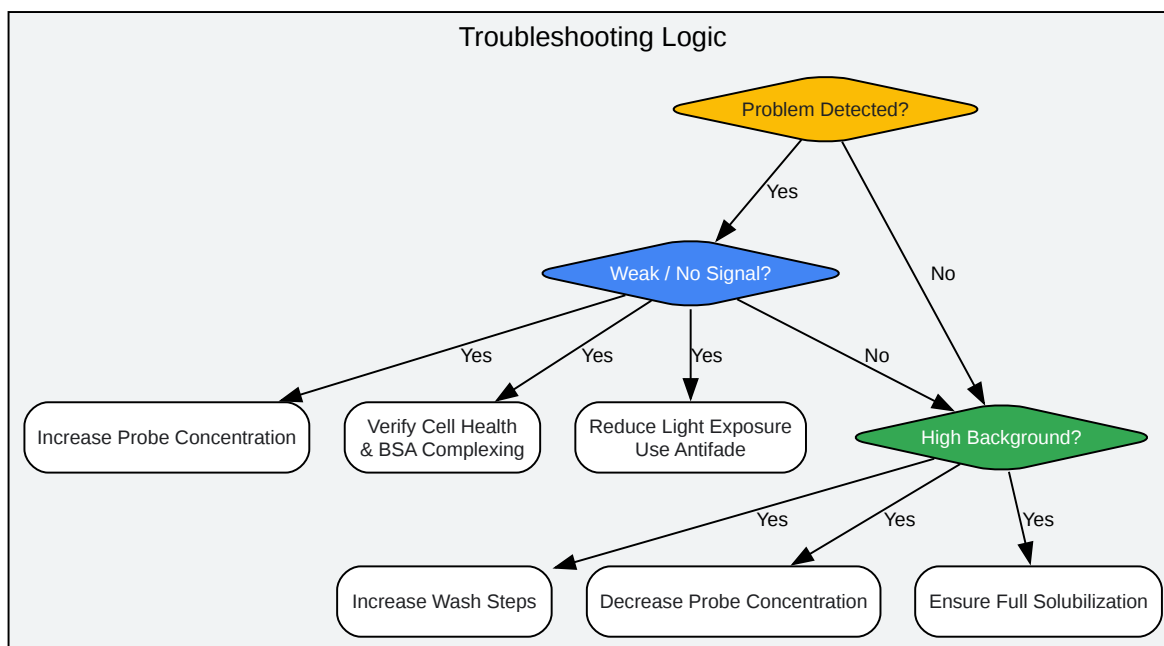 Troubleshooting Logic
Problem Detected?
Yes
Weak / No Signal?
No
Yes
Yes
Yes
No
Increase Probe Concentration
Verify Cell Health
& BSA Complexing
Reduce Light Exposure
Use Antifade
High Background?
Yes
Yes
Yes
Increase Wash Steps
Decrease Probe Concentration
Ensure Full Solubilization